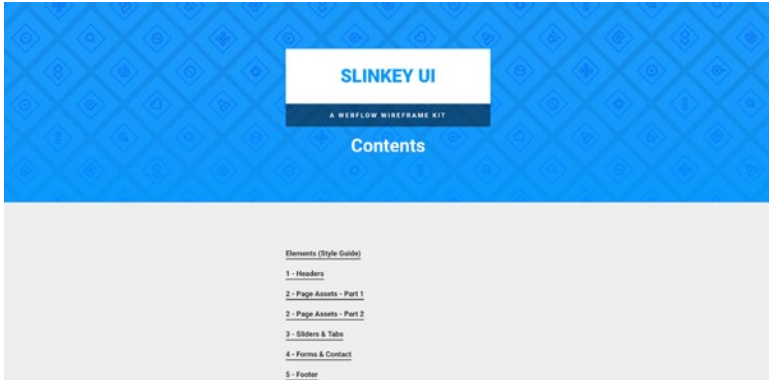 SLINKEY UI
A WEBFLOW WIREFRAME KIT
Contents
Elements (Style Guide)
1 - Headers
2 - Page Assets - Part 1
2 - Page Assets - Part 2
3 - Sliders & Tabs
4 - Forms & Contact
5 - Footer